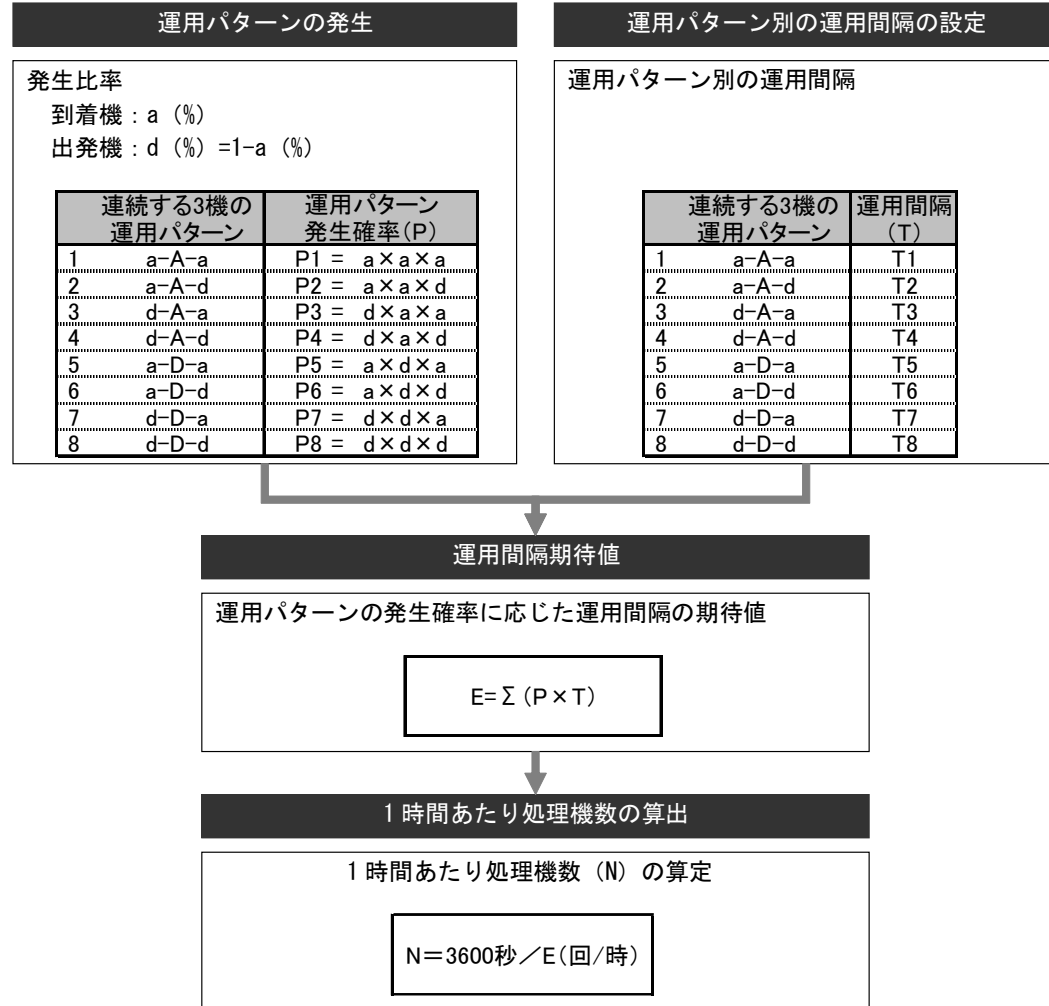 運用パターンの発生
発生比率
到着機：a（%）
出発機：d（%）=1-a（%）
連続する3機の運用パターン 運用パターン発生確率(P)
1 a-A-a P1 = a×a×a
2 a-A-d P2 = a×a×d
3 d-A-a P3 = d×a×a
4 d-A-d P4 = d×a×d
5 a-D-a P5 = a×d×a
6 a-D-d P6 = a×d×d
7 d-D-a P7 = d×d×a
8 d-D-d P8 = d×d×d
運用パターン別の運用間隔の設定
運用パターン別の運用間隔
連続する3機の運用パターン 運用間隔(T)
1 a-A-a T1
2 a-A-d T2
3 d-A-a T3
4 d-A-d T4
5 a-D-a T5
6 a-D-d T6
7 d-D-a T7
8 d-D-d T8
運用間隔期待値
運用パターンの発生確率に応じた運用間隔の期待値
E=Σ(P×T)
1時間あたり処理機数の算出
1時間あたり処理機数（N）の算定
N＝3600秒／E(回/時)